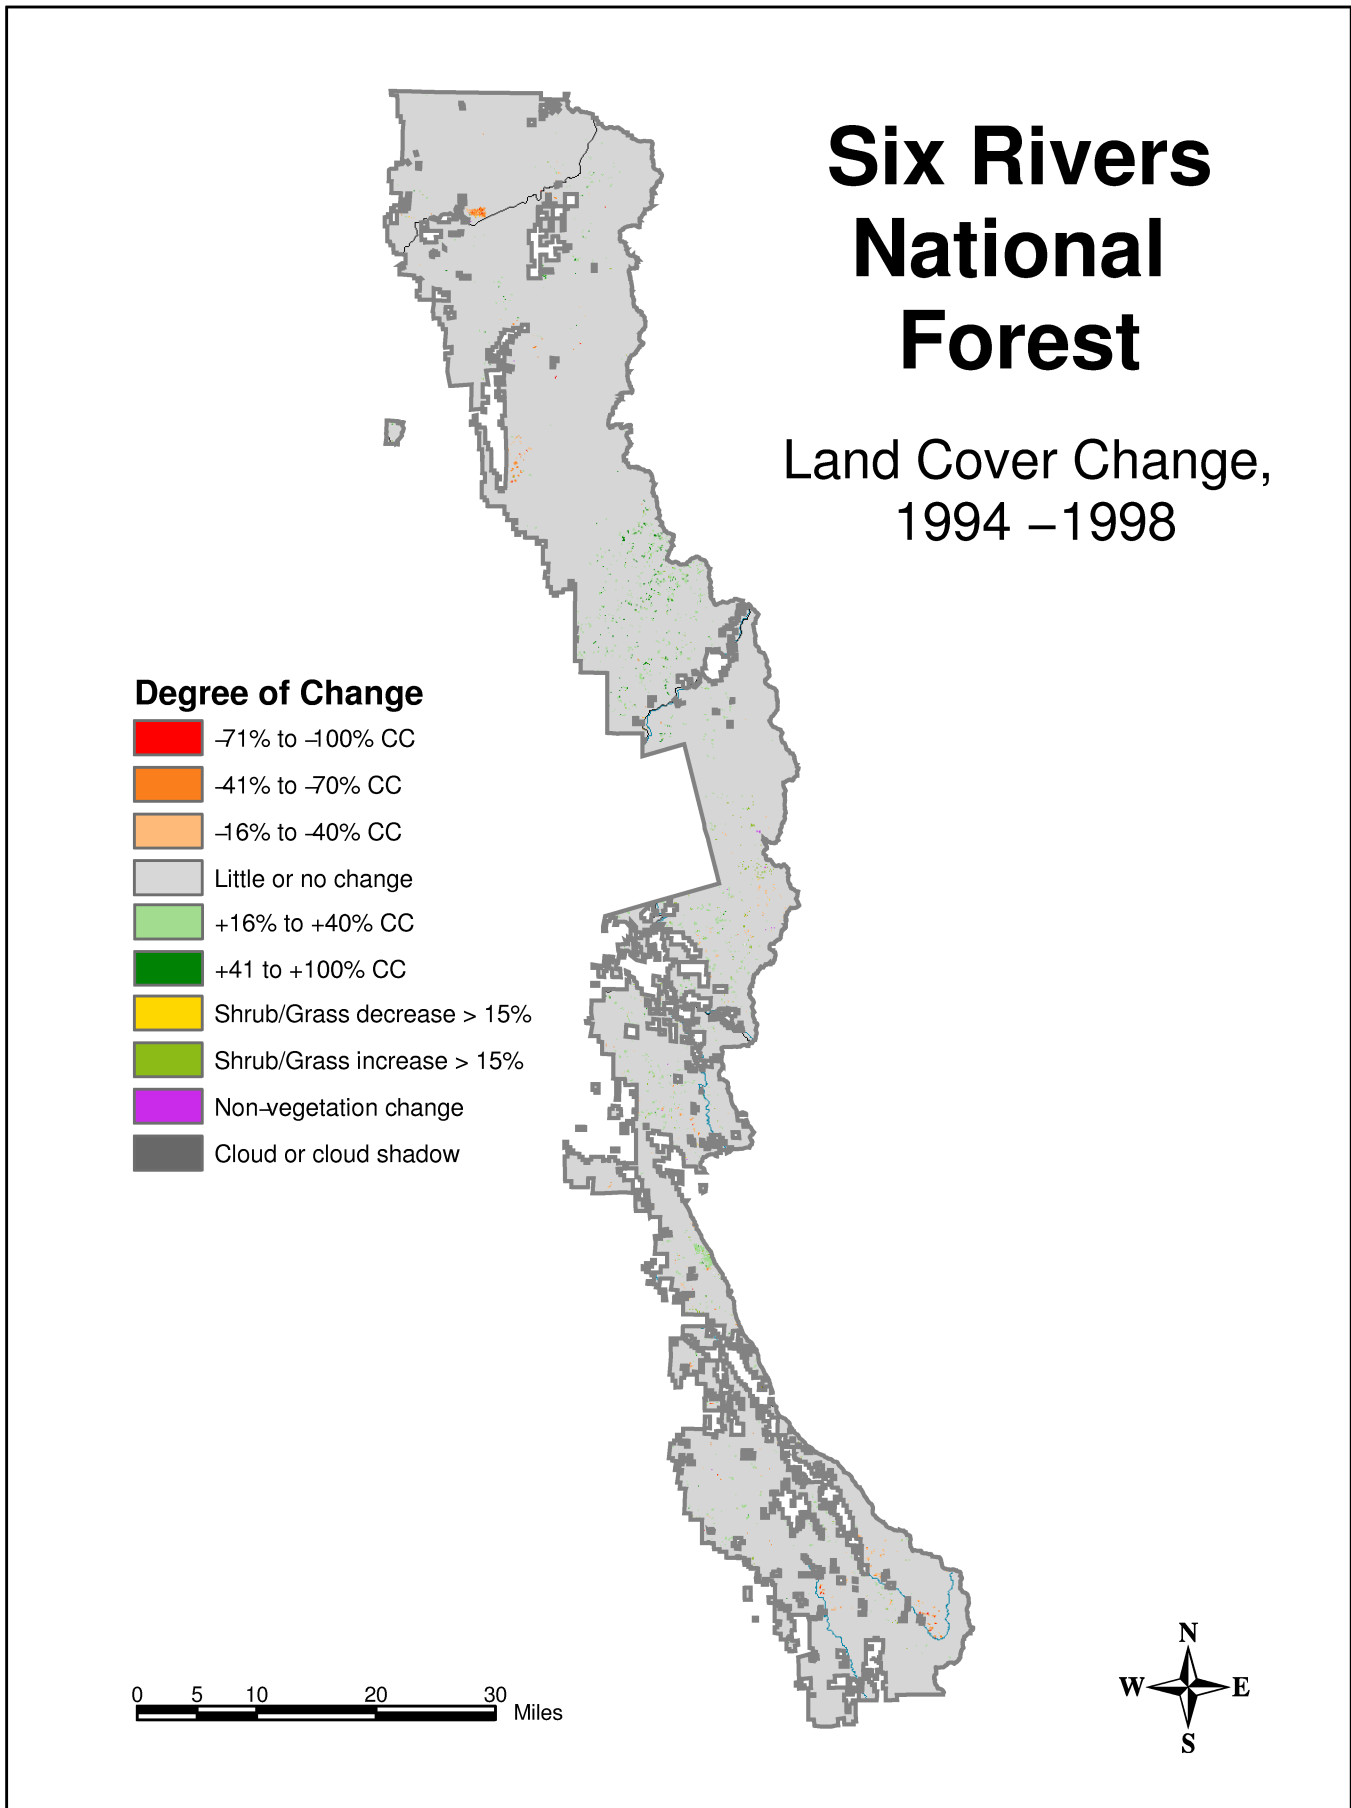 Six Rivers
National
Forest
Land Cover Change,
1994 –1998
Degree of Change
–71% to –100% CC
–41% to –70% CC
–16% to –40% CC
Little or no change
+16% to +40% CC
+41 to +100% CC
Shrub/Grass decrease > 15%
Shrub/Grass increase > 15%
Non–vegetation change
Cloud or cloud shadow
0 5 10 20 30
Miles
N
W E
S